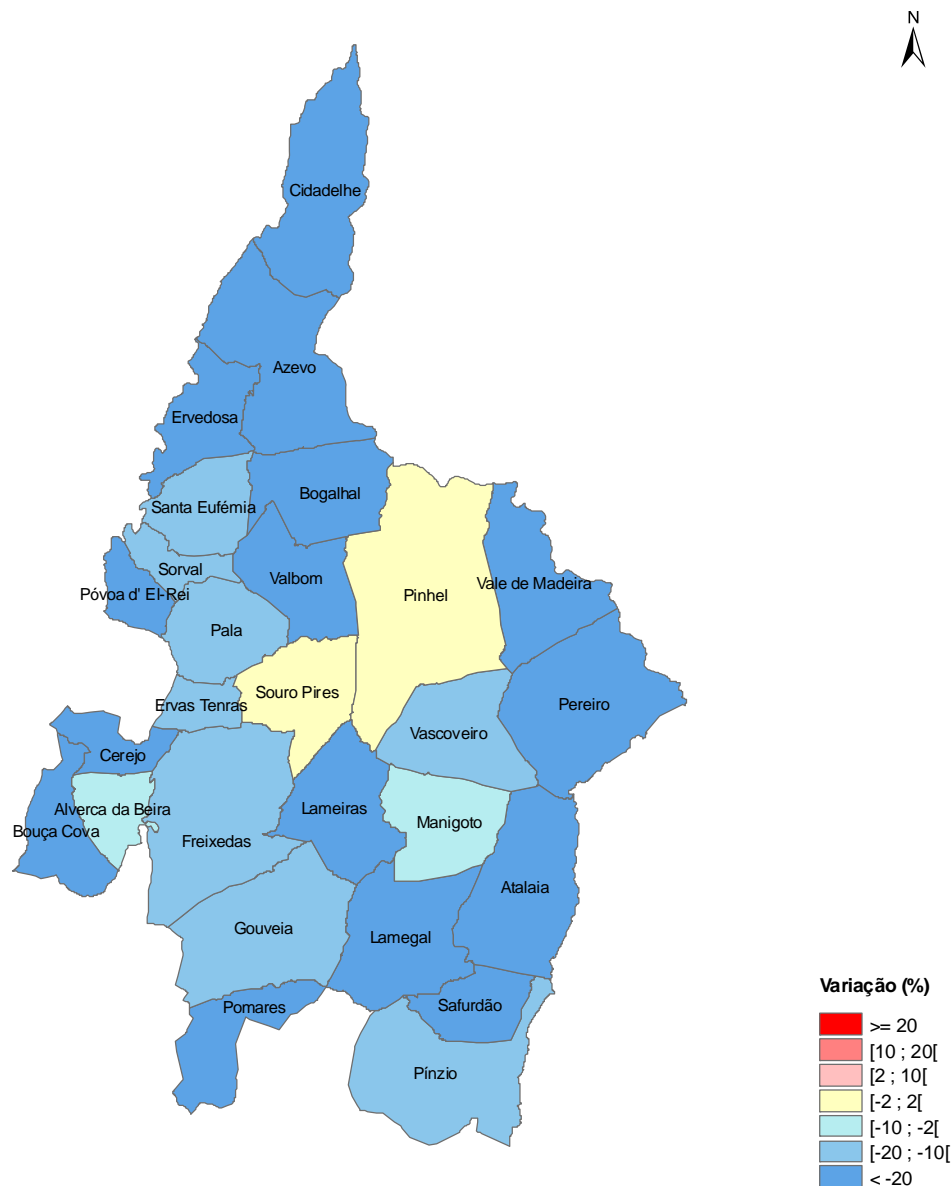 N
Cidadelhe
Azevo
Ervedosa
Bogalhal
Santa Eufémia
Sorval
Valbom
Vale de Madeira
Póvoa d' El-Rei
Pinhel
Pala
Souro Pires
Ervas Tenras
Pereiro
Vascoveiro
Cerejo
Alverca da Beira
Lameiras
Manigoto
Bouça Cova
Freixedas
Atalaia
Gouveia
Lamegal
Pomares
Safurdão
Pínzio
Variação (%)
>= 20
[10 ; 20[
[2 ; 10[
[-2 ; 2[
[-10 ; -2[
[-20 ; -10[
< -20